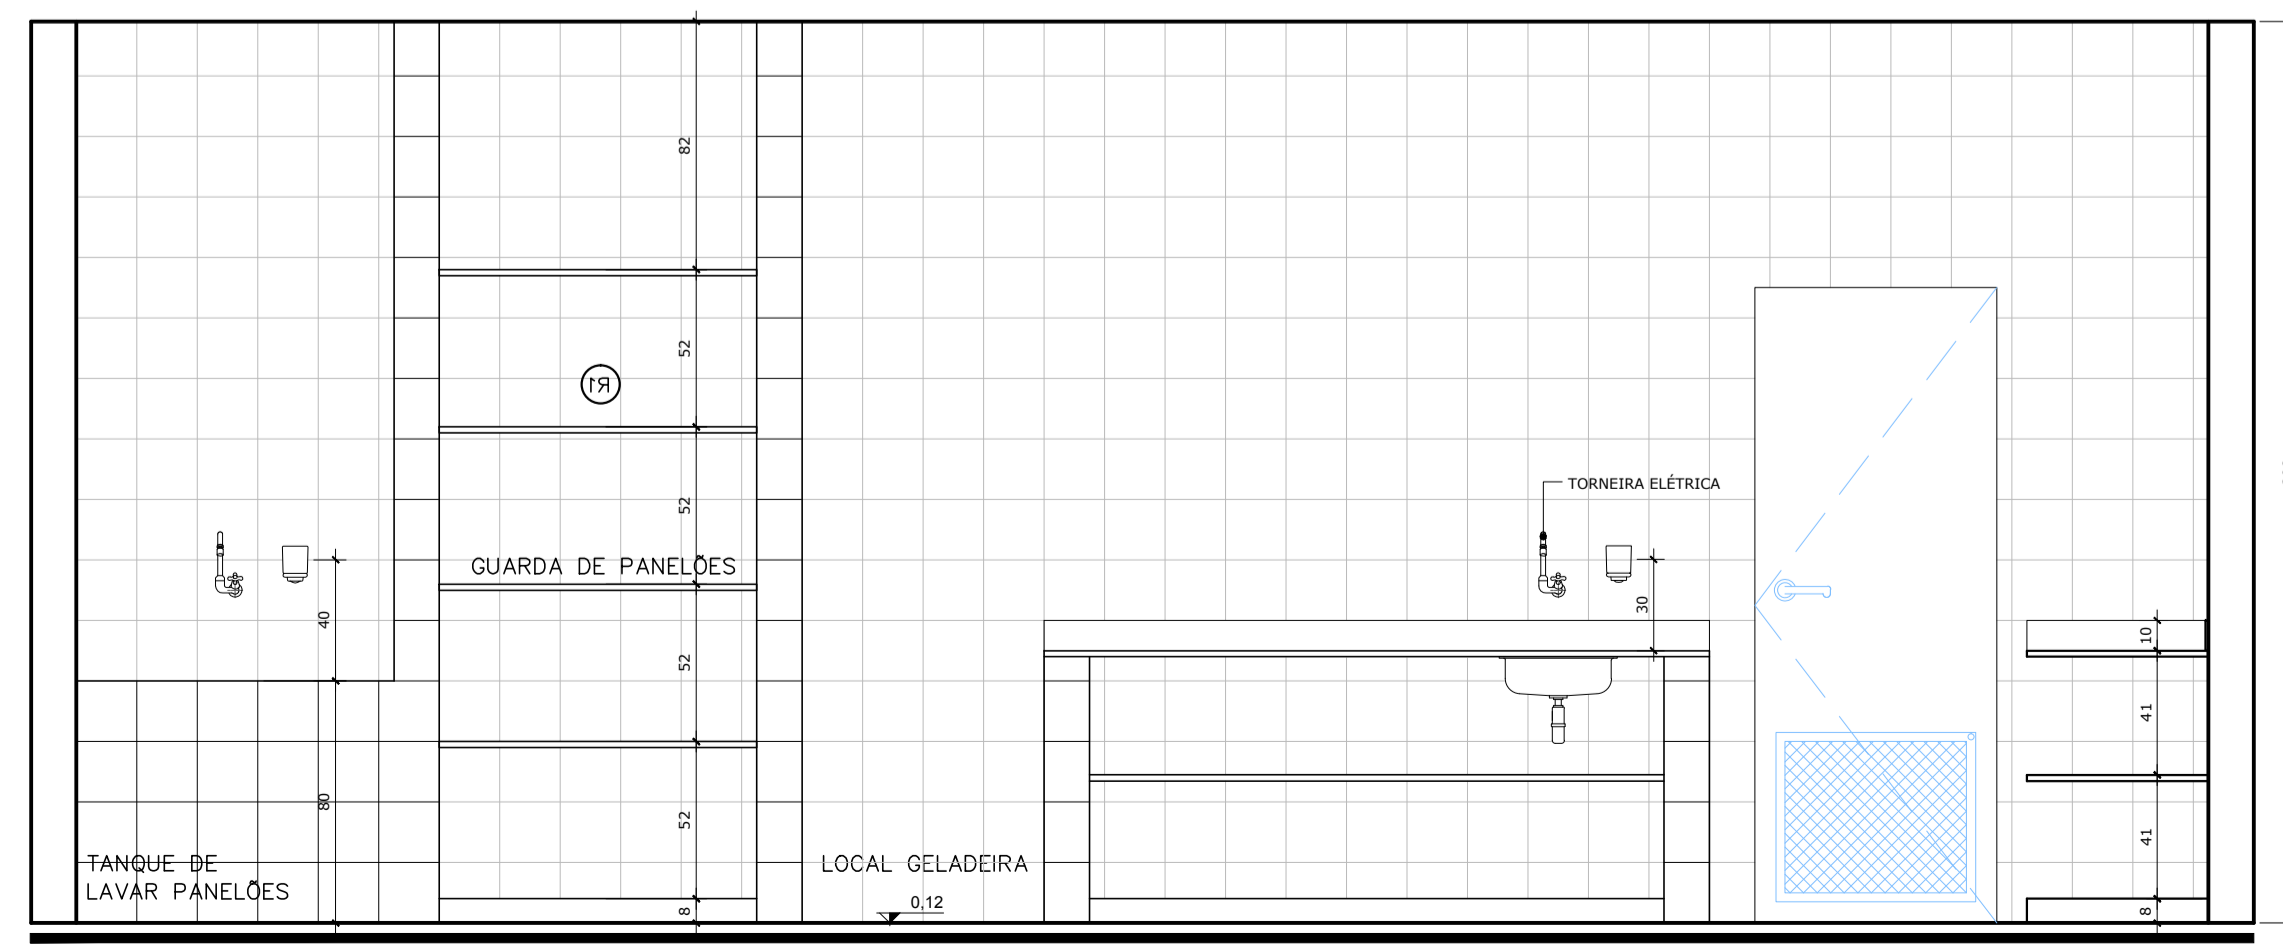 82
52
R1
TORNEIRA ELÉTRICA
52
GUARDA DE PANELÕES
40
30
10
52
41
80
52
41
TANQUE DE
LAVAR PANELÕES
LOCAL GELADEIRA
0,12
8
8